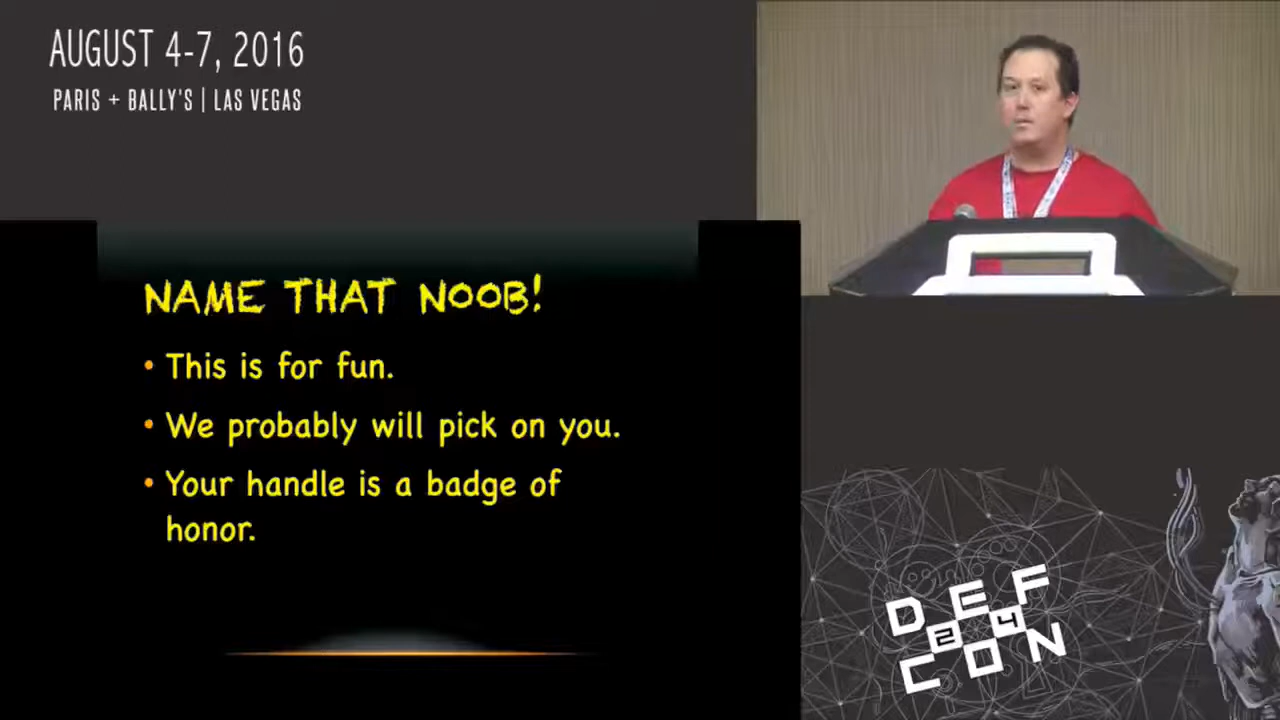 AUGUST 4-7, 2016
PARIS + BALLY'S | LAS VEGAS
NAME THAT NOOB!
• This is for fun.
• We probably will pick on you.
• Your handle is a badge of
honor.
DEF
24
CON